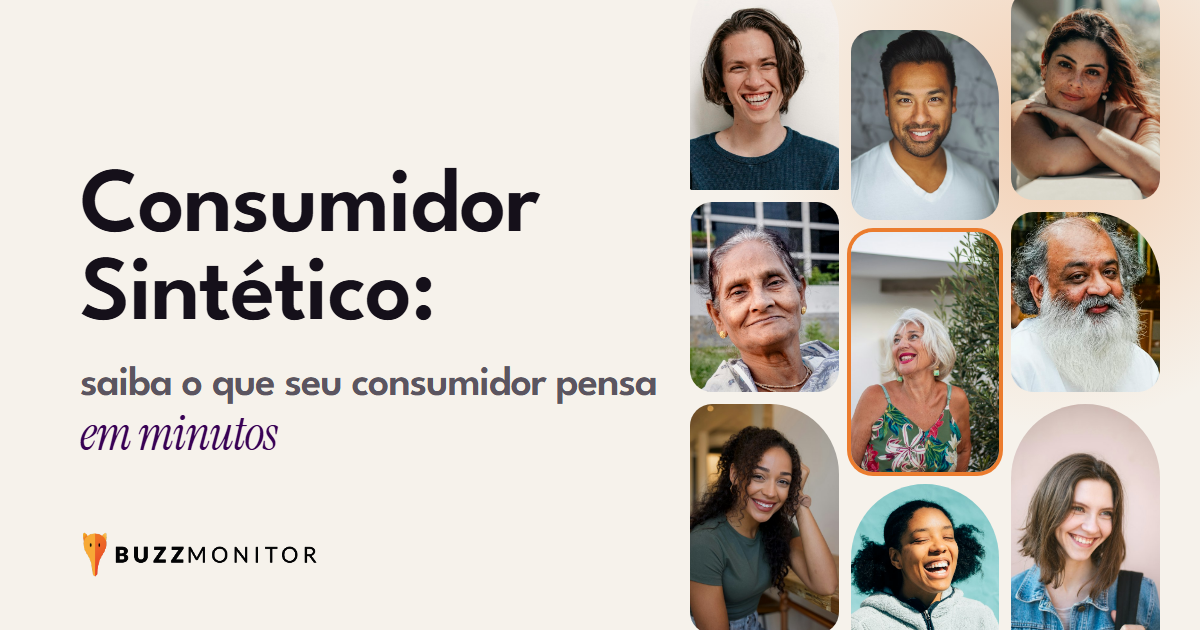 Consumidor
Sintético:
saiba o que seu consumidor pensa
em minutos
BUZZMONITOR